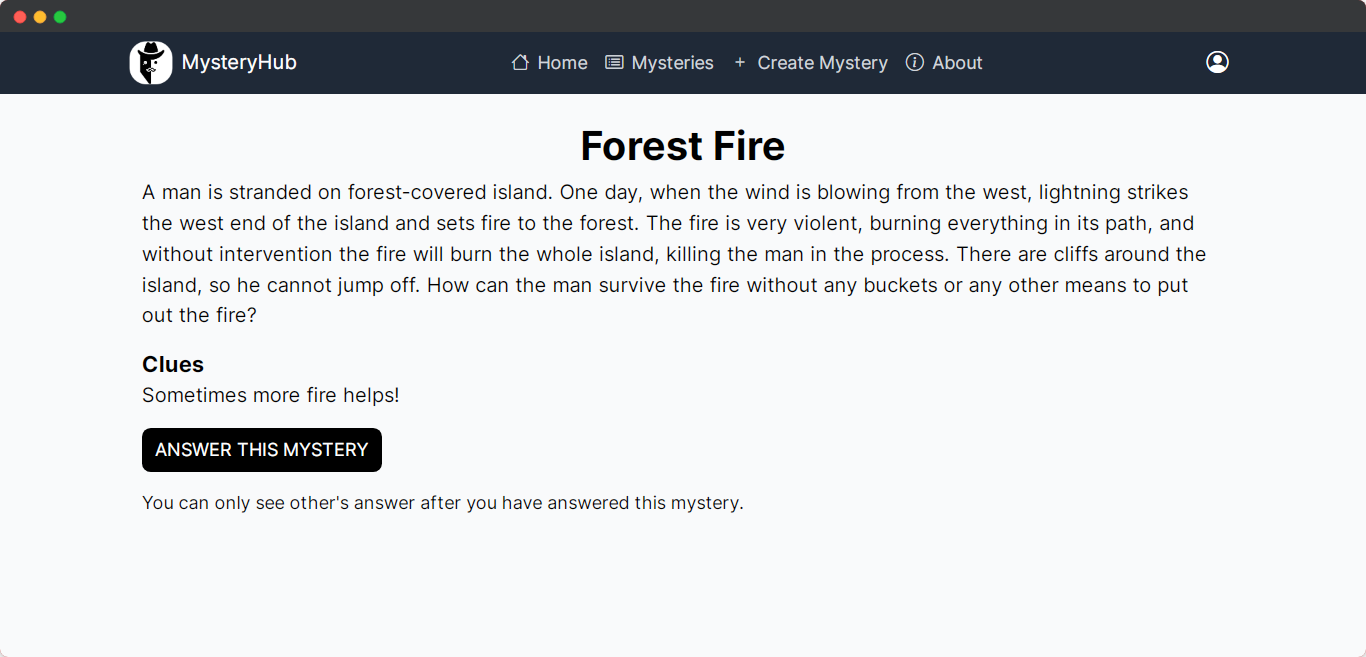 MysteryHub
Home
Mysteries
+ Create Mystery
About
Forest Fire
A man is stranded on forest-covered island. One day, when the wind is blowing from the west, lightning strikes
the west end of the island and sets fire to the forest. The fire is very violent, burning everything in its path, and
without intervention the fire will burn the whole island, killing the man in the process. There are cliffs around the
island, so he cannot jump off. How can the man survive the fire without any buckets or any other means to put
out the fire?
Clues
Sometimes more fire helps!
ANSWER THIS MYSTERY
You can only see other's answer after you have answered this mystery.